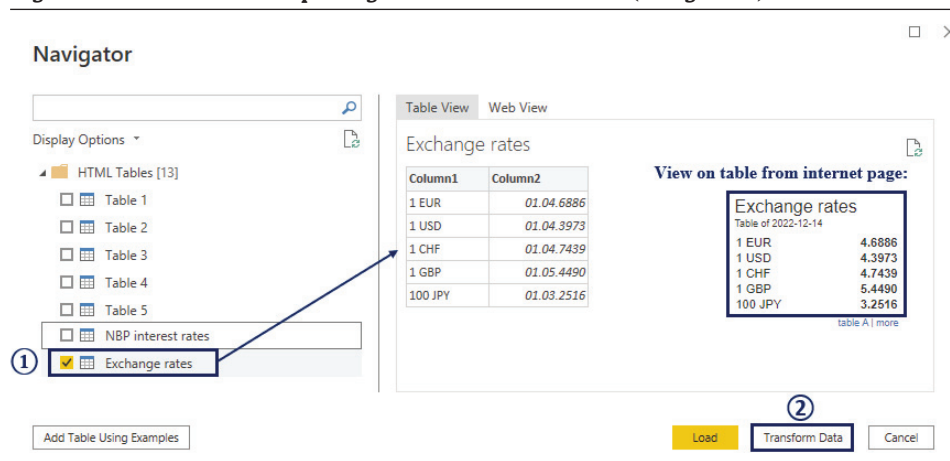 Navigator
Display Options
HTML Tables [13]
Table 1
Table 2
Table 3
Table 4
Table 5
NBP interest rates
① Exchange rates
Add Table Using Examples
Table View Web View
Exchange rates
Column1 Column2
1 EUR 01.04.6886
1 USD 01.04.3973
1 CHF 01.04.7439
1 GBP 01.05.4490
100 JPY 01.03.2516
View on table from internet page:
Exchange rates
Table of 2022-12-14
1 EUR 4.6886
1 USD 4.3973
1 CHF 4.7439
1 GBP 5.4490
100 JPY 3.2516
table A | more
②
Load Transform Data Cancel